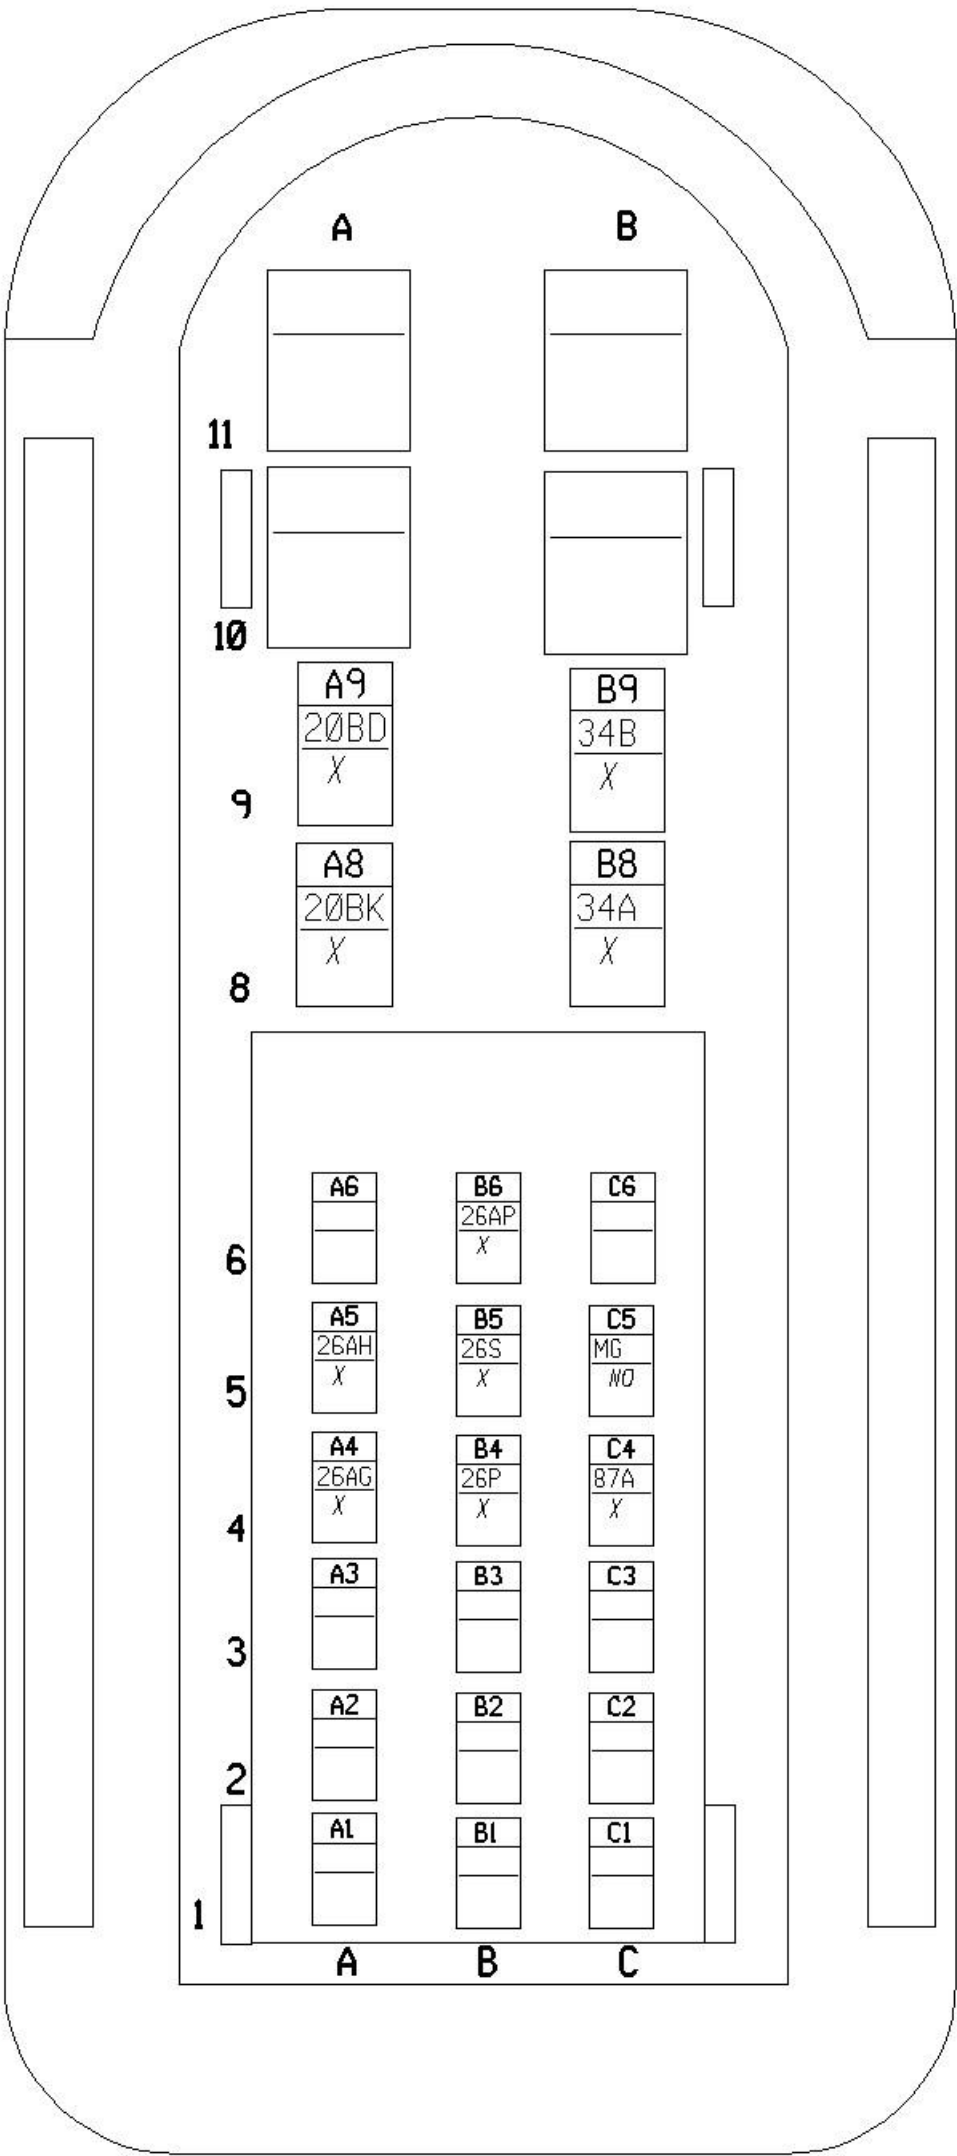 A B
11
10
A9 B9
20BD 34B
X X
9
A8 B8
20BK 34A
X X
8
A6 B6 C6
26AP
X
6
A5 B5 C5
26AH 26S MG
X X NO
5
A4 B4 C4
26AG 26P 87A
X X X
4
A3 B3 C3
3
A2 B2 C2
2
A1 B1 C1
1
A B C